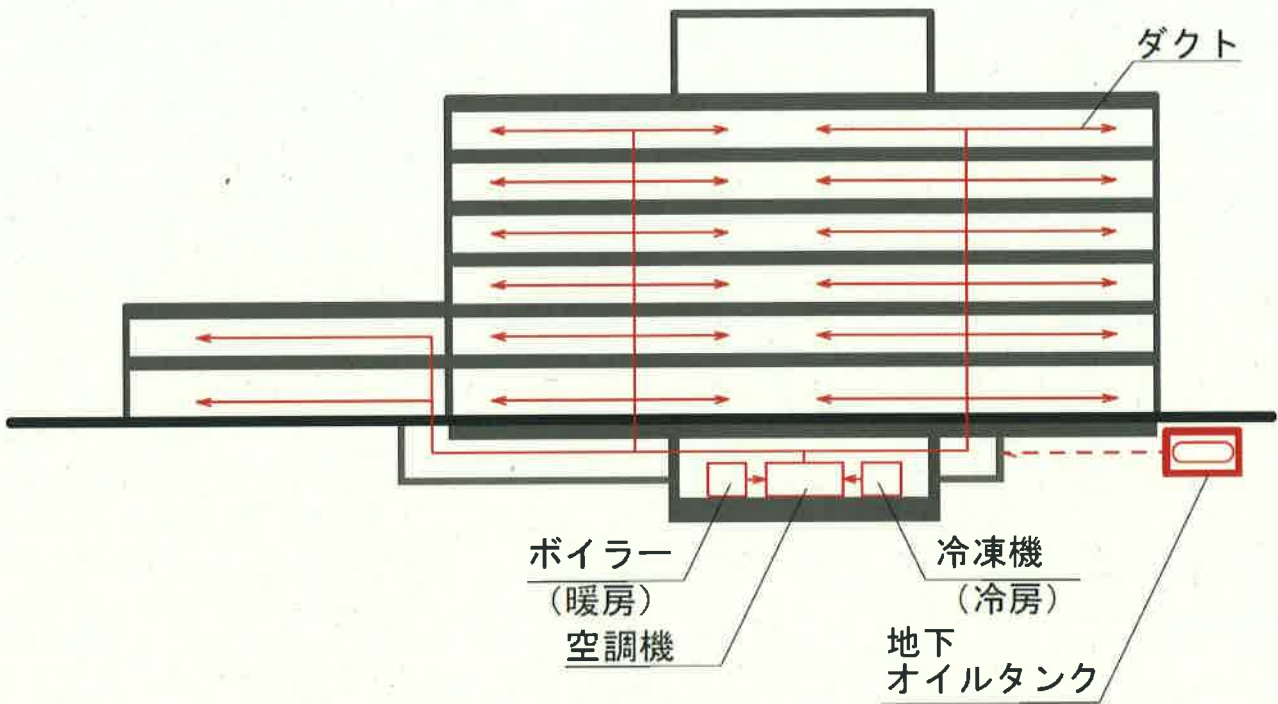 ダクト
ボイラー
（暖房）
空調機
冷凍機
（冷房）
地下
オイルタンク